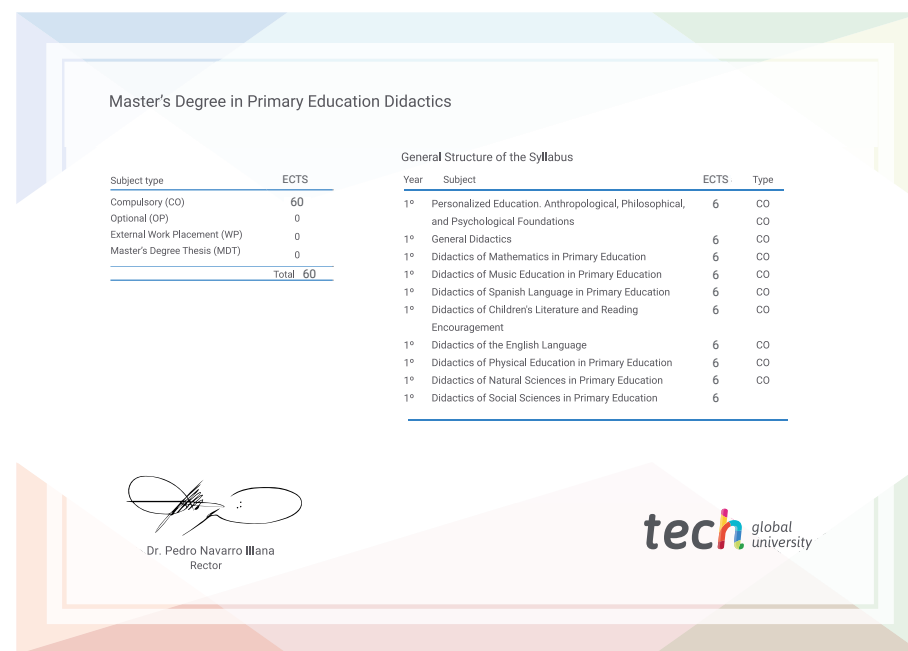 Master's Degree in Primary Education Didactics
General Structure of the Syllabus
Subject type ECTS
Compulsory (CO) 60
Optional (OP) 0
External Work Placement (WP) 0
Master's Degree Thesis (MDT) 0
Total 60
Year Subject ECTS Type
1º Personalized Education. Anthropological, Philosophical, 6 CO
and Psychological Foundations CO
1º General Didactics 6 CO
1º Didactics of Mathematics in Primary Education 6 CO
1º Didactics of Music Education in Primary Education 6 CO
1º Didactics of Spanish Language in Primary Education 6 CO
1º Didactics of Children's Literature and Reading 6 CO
Encouragement
1º Didactics of the English Language 6 CO
1º Didactics of Physical Education in Primary Education 6 CO
1º Didactics of Natural Sciences in Primary Education 6 CO
1º Didactics of Social Sciences in Primary Education 6
Dr. Pedro Navarro Illana
Rector
tech global
university